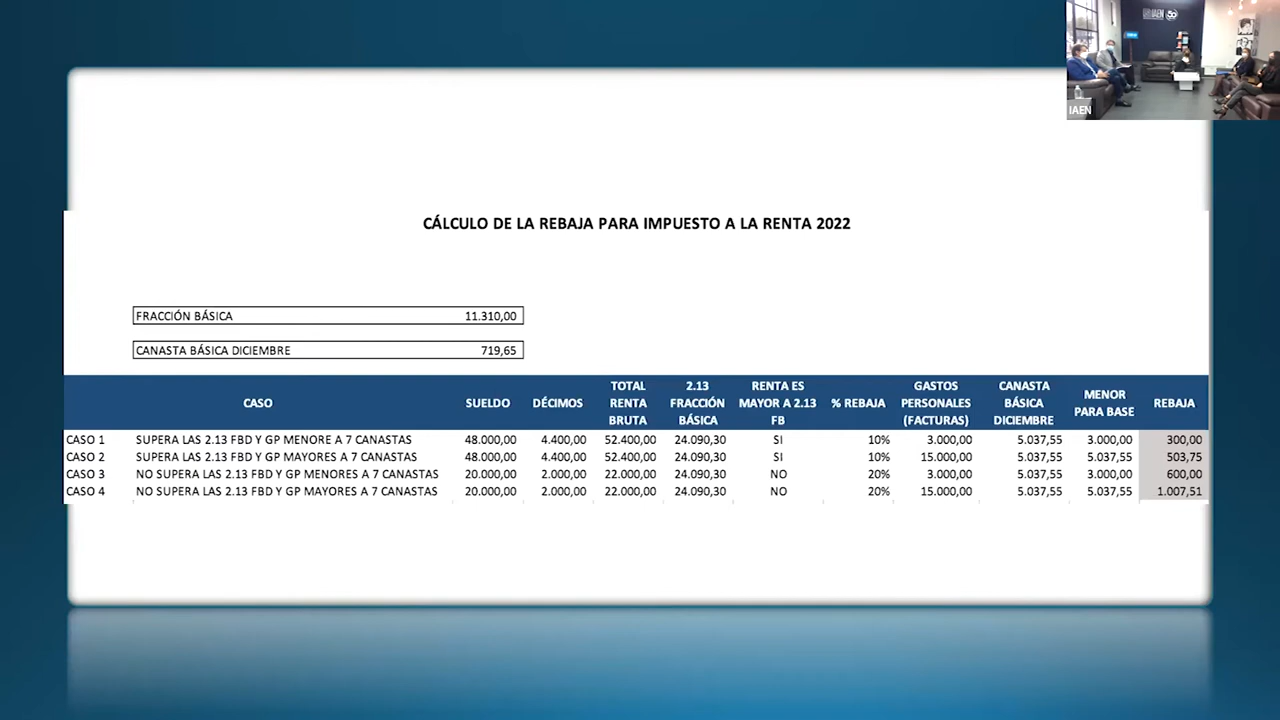 IAEN 50
IAEN
CÁLCULO DE LA REBAJA PARA IMPUESTO A LA RENTA 2022
FRACCIÓN BÁSICA 11.310,00
CANASTA BÁSICA DICIEMBRE 719,65
CASO SUELDO DÉCIMOS TOTAL RENTA BRUTA 2.13 FRACCIÓN BÁSICA RENTA ES MAYOR A 2.13 FB % REBAJA GASTOS PERSONALES (FACTURAS) CANASTA BÁSICA DICIEMBRE MENOR PARA BASE REBAJA
CASO 1 SUPERA LAS 2.13 FBD Y GP MENORE A 7 CANASTAS 48.000,00 4.400,00 52.400,00 24.090,30 SI 10% 3.000,00 5.037,55 3.000,00 300,00
CASO 2 SUPERA LAS 2.13 FBD Y GP MAYORES A 7 CANASTAS 48.000,00 4.400,00 52.400,00 24.090,30 SI 10% 15.000,00 5.037,55 5.037,55 503,75
CASO 3 NO SUPERA LAS 2.13 FBD Y GP MENORES A 7 CANASTAS 20.000,00 2.000,00 22.000,00 24.090,30 NO 20% 3.000,00 5.037,55 3.000,00 600,00
CASO 4 NO SUPERA LAS 2.13 FBD Y GP MAYORES A 7 CANASTAS 20.000,00 2.000,00 22.000,00 24.090,30 NO 20% 15.000,00 5.037,55 5.037,55 1.007,51